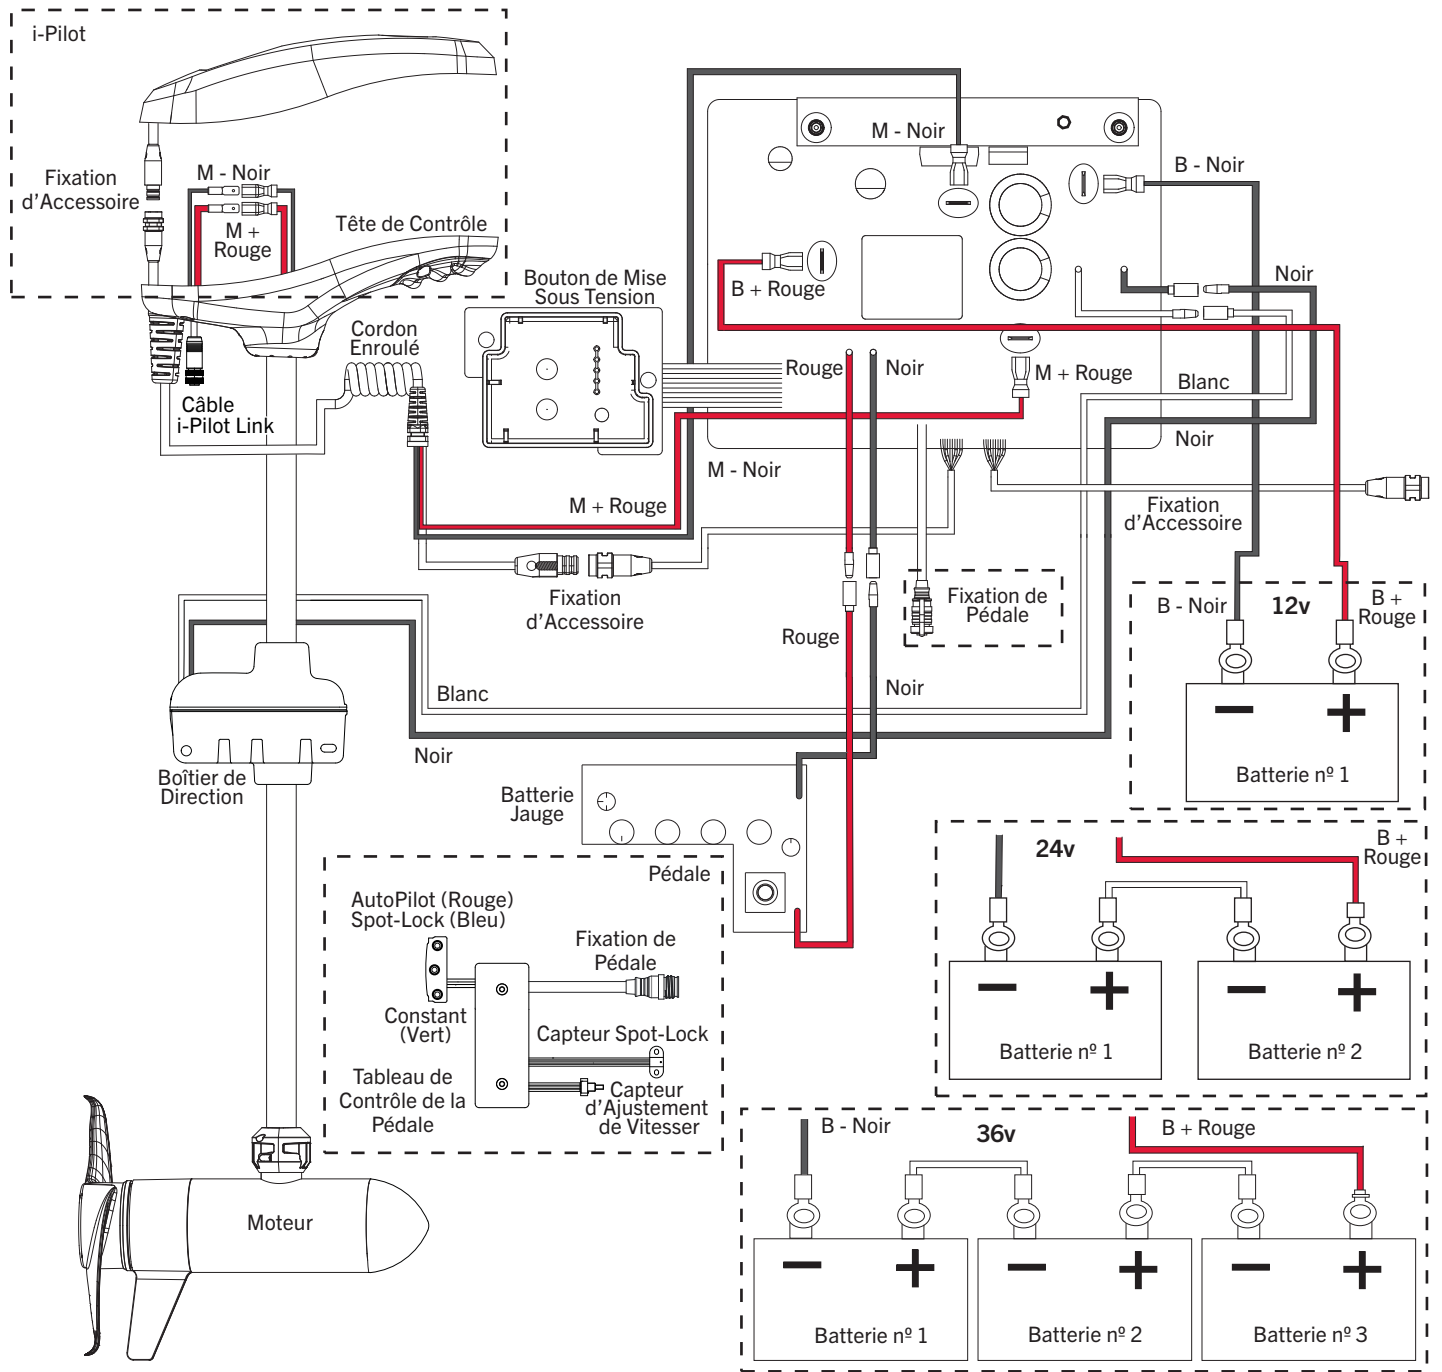 i-Pilot
M - Noir
Fixation
d’Accessoire
M +
Rouge
Tête de Contrôle
Câble
i-Pilot Link
Cordon
Enroulé
Bouton de Mise
Sous Tension
M - Noir
B - Noir
B + Rouge
Noir
Rouge
Noir
M + Rouge
Blanc
Noir
M - Noir
M + Rouge
Fixation
d’Accessoire
Fixation
d’Accessoire
Fixation de
Pédale
Rouge
Noir
Blanc
Noir
Boîtier de
Direction
B - Noir
12v
B +
Rouge
Batterie nº 1
Batterie
Jauge
Pédale
24v
B +
Rouge
Batterie nº 1
Batterie nº 2
AutoPilot (Rouge)
Spot-Lock (Bleu)
Fixation de
Pédale
Constant
(Vert)
Capteur Spot-Lock
Tableau de
Contrôle de la
Pédale
Capteur
d’Ajustement
de Vitesser
B - Noir
36v
B + Rouge
Batterie nº 1
Batterie nº 2
Batterie nº 3
Moteur